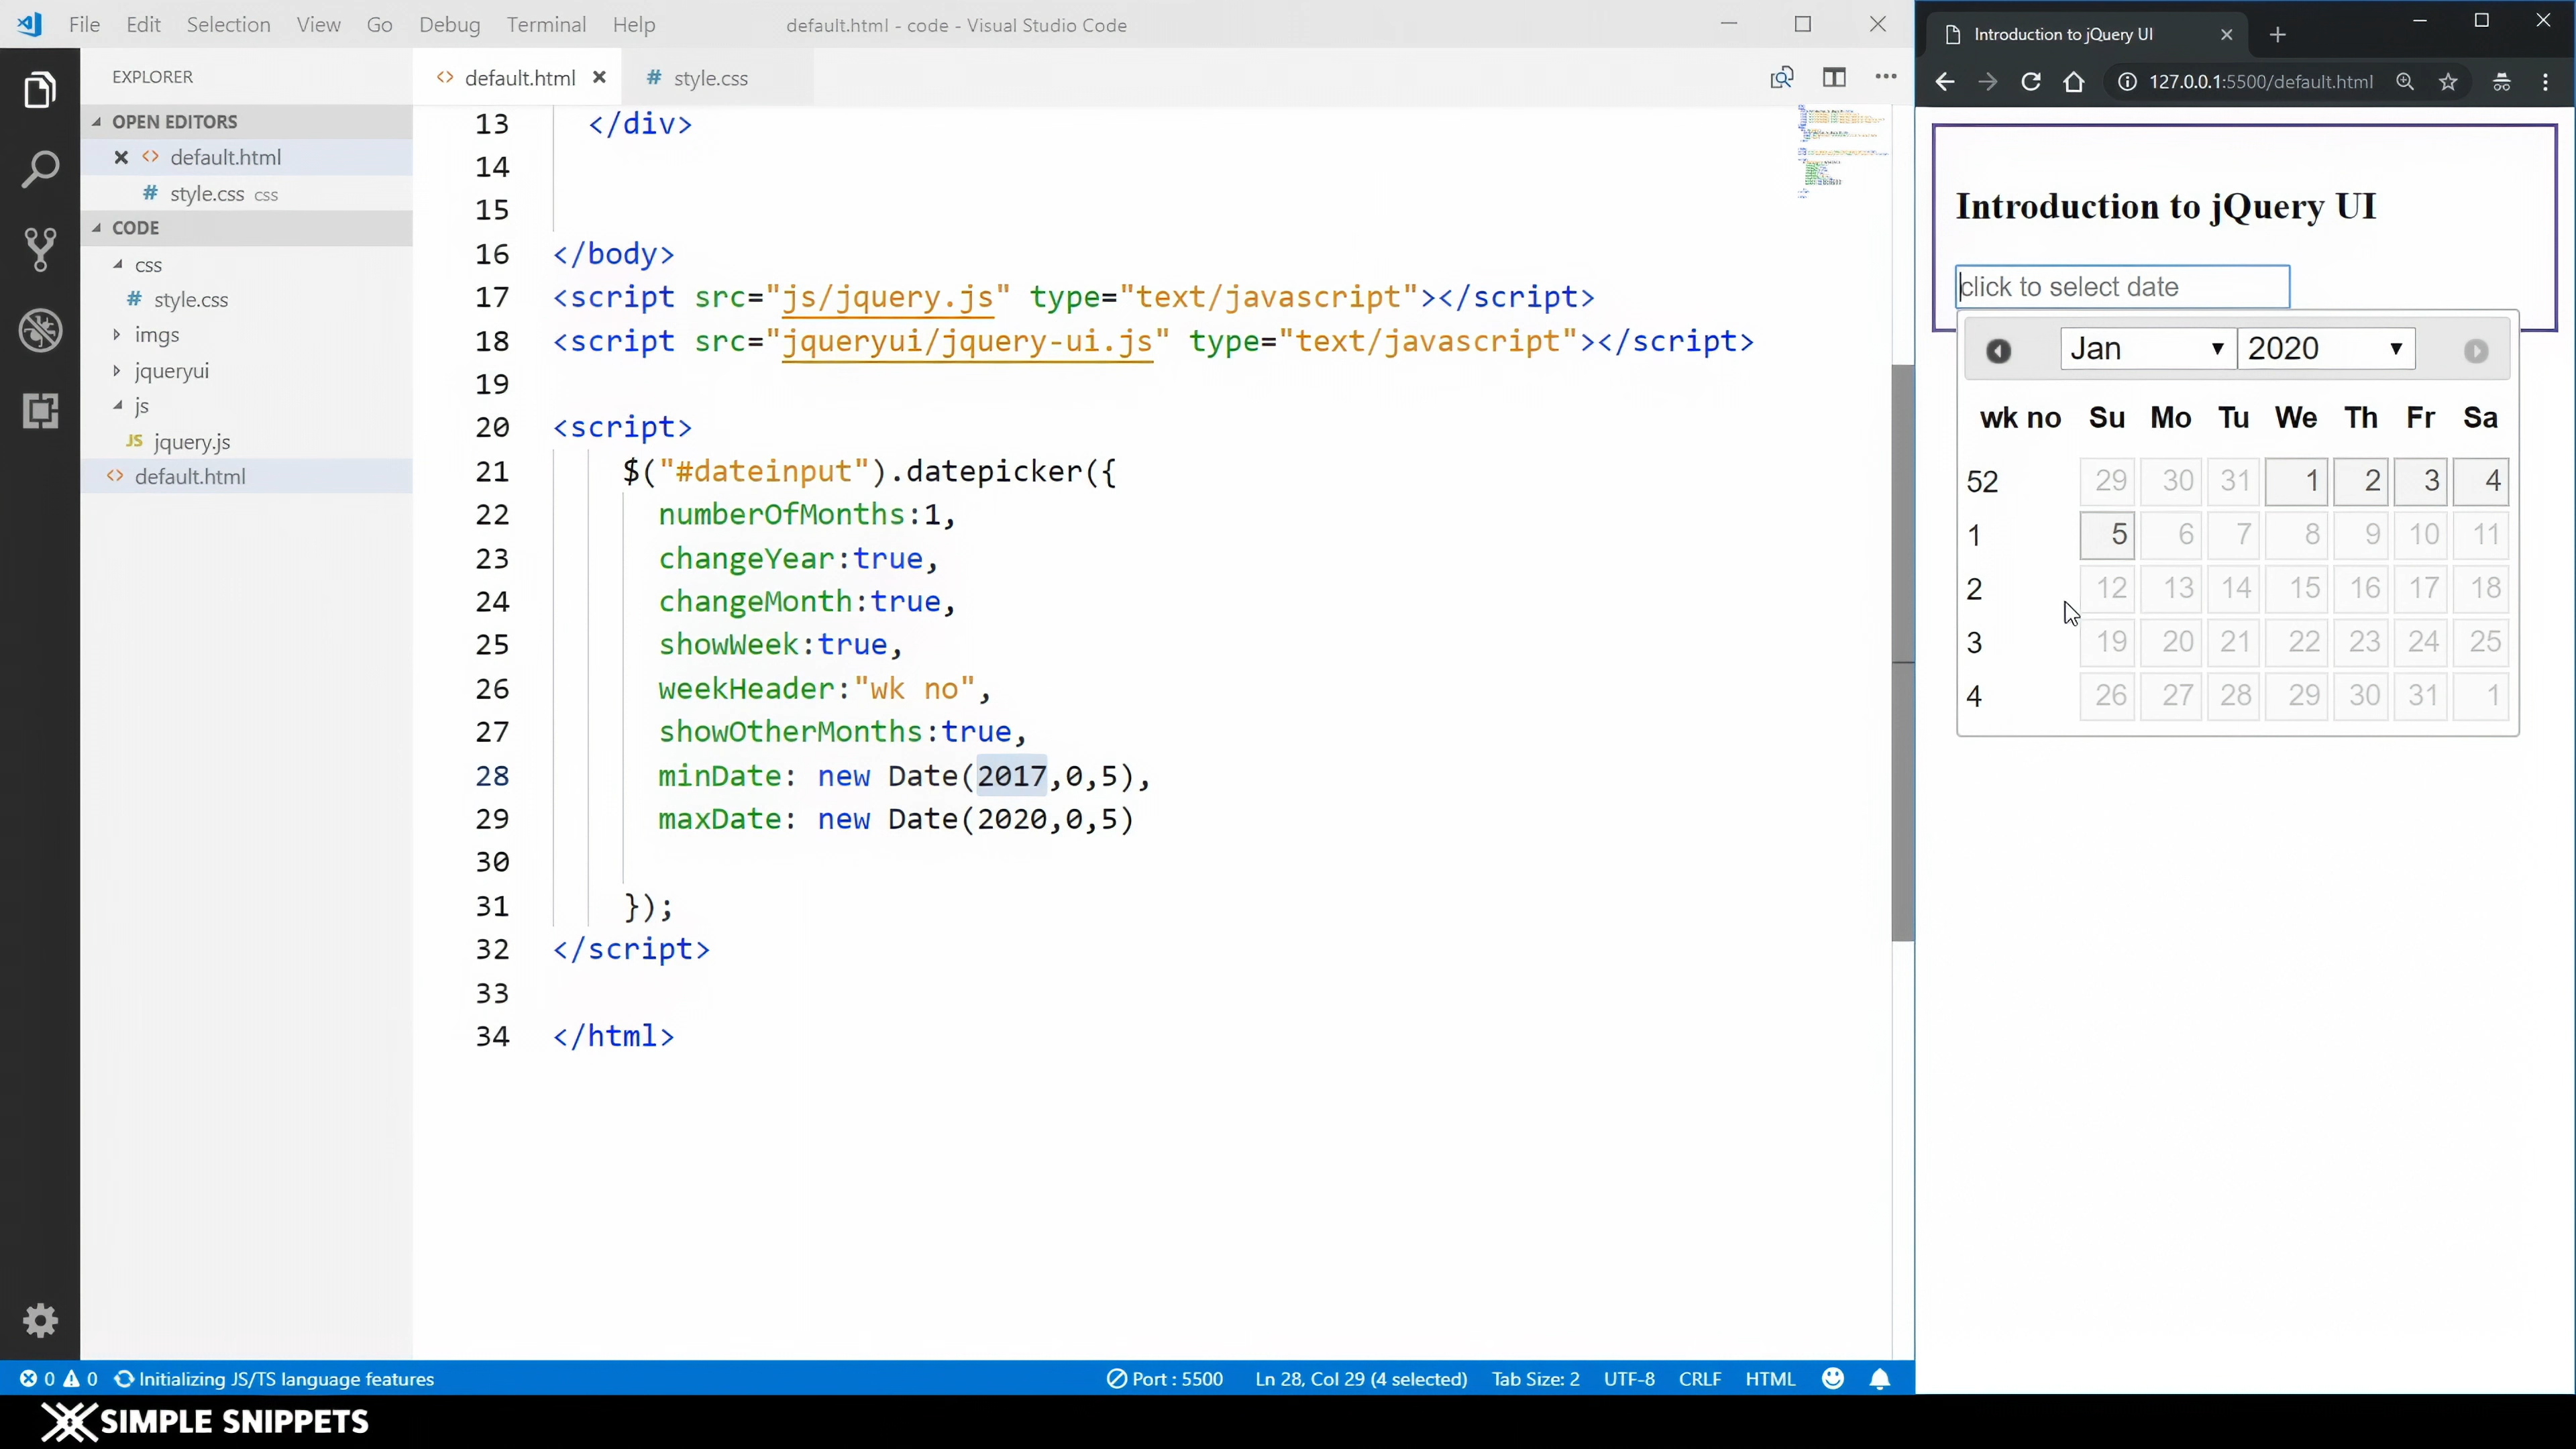 File Edit Selection View Go Debug Terminal Help
default.html - code - Visual Studio Code
EXPLORER
OPEN EDITORS
default.html
style.css css
CODE
css
style.css
imgs
jqueryui
js
JS jquery.js
default.html
default.html
style.css
13 </div>
14
15
16 </body>
17 <script src="js/jquery.js" type="text/javascript"></script>
18 <script src="jqueryui/jquery-ui.js" type="text/javascript"></script>
19
20 <script>
21 $("#dateinput").datepicker({
22 numberOfMonths:1,
23 changeYear:true,
24 changeMonth:true,
25 showWeek:true,
26 weekHeader:"wk no",
27 showOtherMonths:true,
28 minDate: new Date(2017,0,5),
29 maxDate: new Date(2020,0,5)
30
31 });
32 </script>
33
34 </html>
0 0 Initializing JS/TS language features
Port : 5500 Ln 28, Col 29 (4 selected) Tab Size: 2 UTF-8 CRLF HTML
SIMPLE SNIPPETS
Introduction to jQuery UI
127.0.0.1:5500/default.html
Introduction to jQuery UI
click to select date
Jan 2020
wk no Su Mo Tu We Th Fr Sa
52 29 30 31 1 2 3 4
1 5 6 7 8 9 10 11
2 12 13 14 15 16 17 18
3 19 20 21 22 23 24 25
4 26 27 28 29 30 31 1